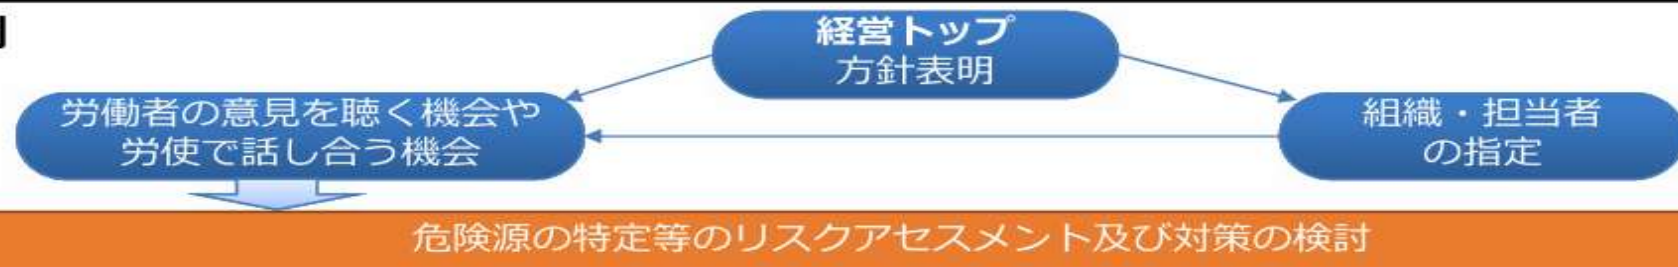 経営トップ
方針表明
労働者の意見を聴く機会や
労使で話し合う機会
組織・担当者
の指定
危険源の特定等のリスクアセスメント及び対策の検討